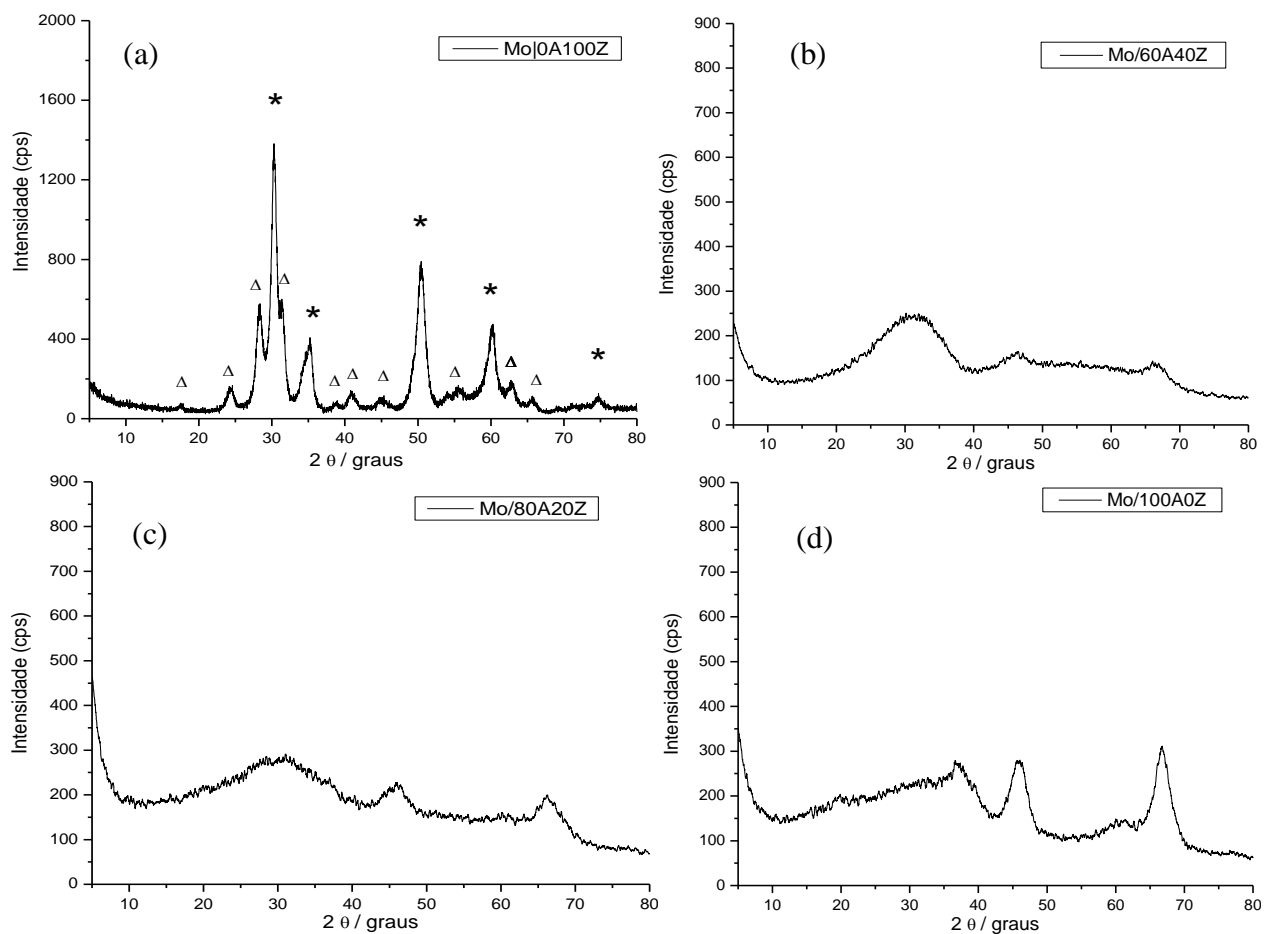 (a)
Mo|0A100Z
Intensidade (cps)
2000
1600
1200
800
400
0
* * * * *
Δ Δ Δ Δ Δ Δ Δ Δ Δ Δ
10 20 30 40 50 60 70 80
2 θ / graus
(b)
Mo/60A40Z
Intensidade (cps)
900
800
700
600
500
400
300
200
100
0
10 20 30 40 50 60 70 80
2 θ / graus
(c)
Mo/80A20Z
Intensidade (cps)
900
800
700
600
500
400
300
200
100
0
10 20 30 40 50 60 70 80
2 θ / graus
(d)
Mo/100A0Z
Intensidade (cps)
900
800
700
600
500
400
300
200
100
0
10 20 30 40 50 60 70 80
2 θ / graus